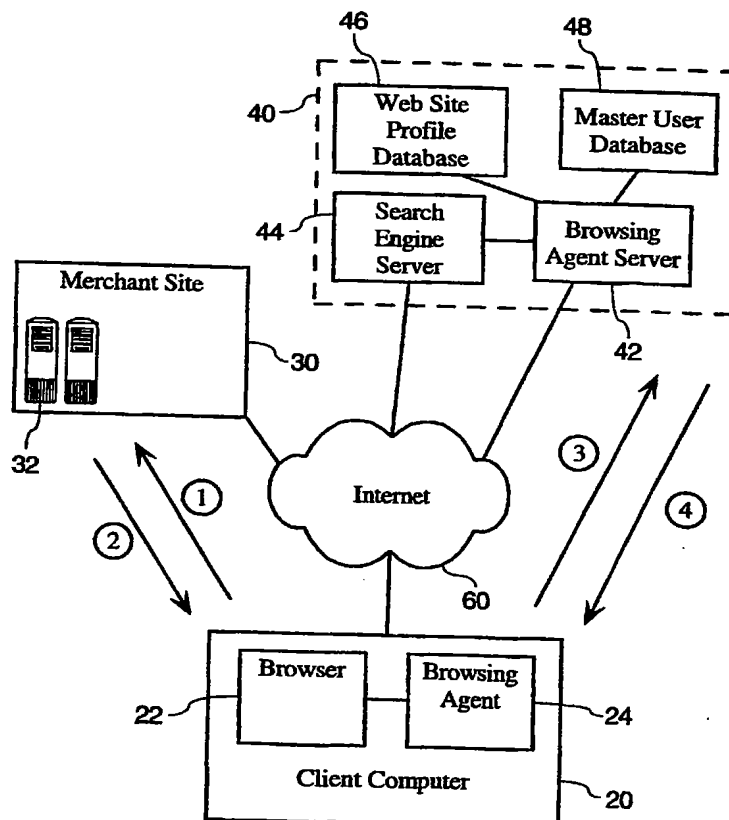 46
48
40
Web Site
Profile
Database
Master User
Database
44
Search
Engine
Server
Browsing
Agent Server
42
Merchant Site
30
32
Internet
60
1
2
3
4
Browser
22
Browsing
Agent
24
Client Computer
20